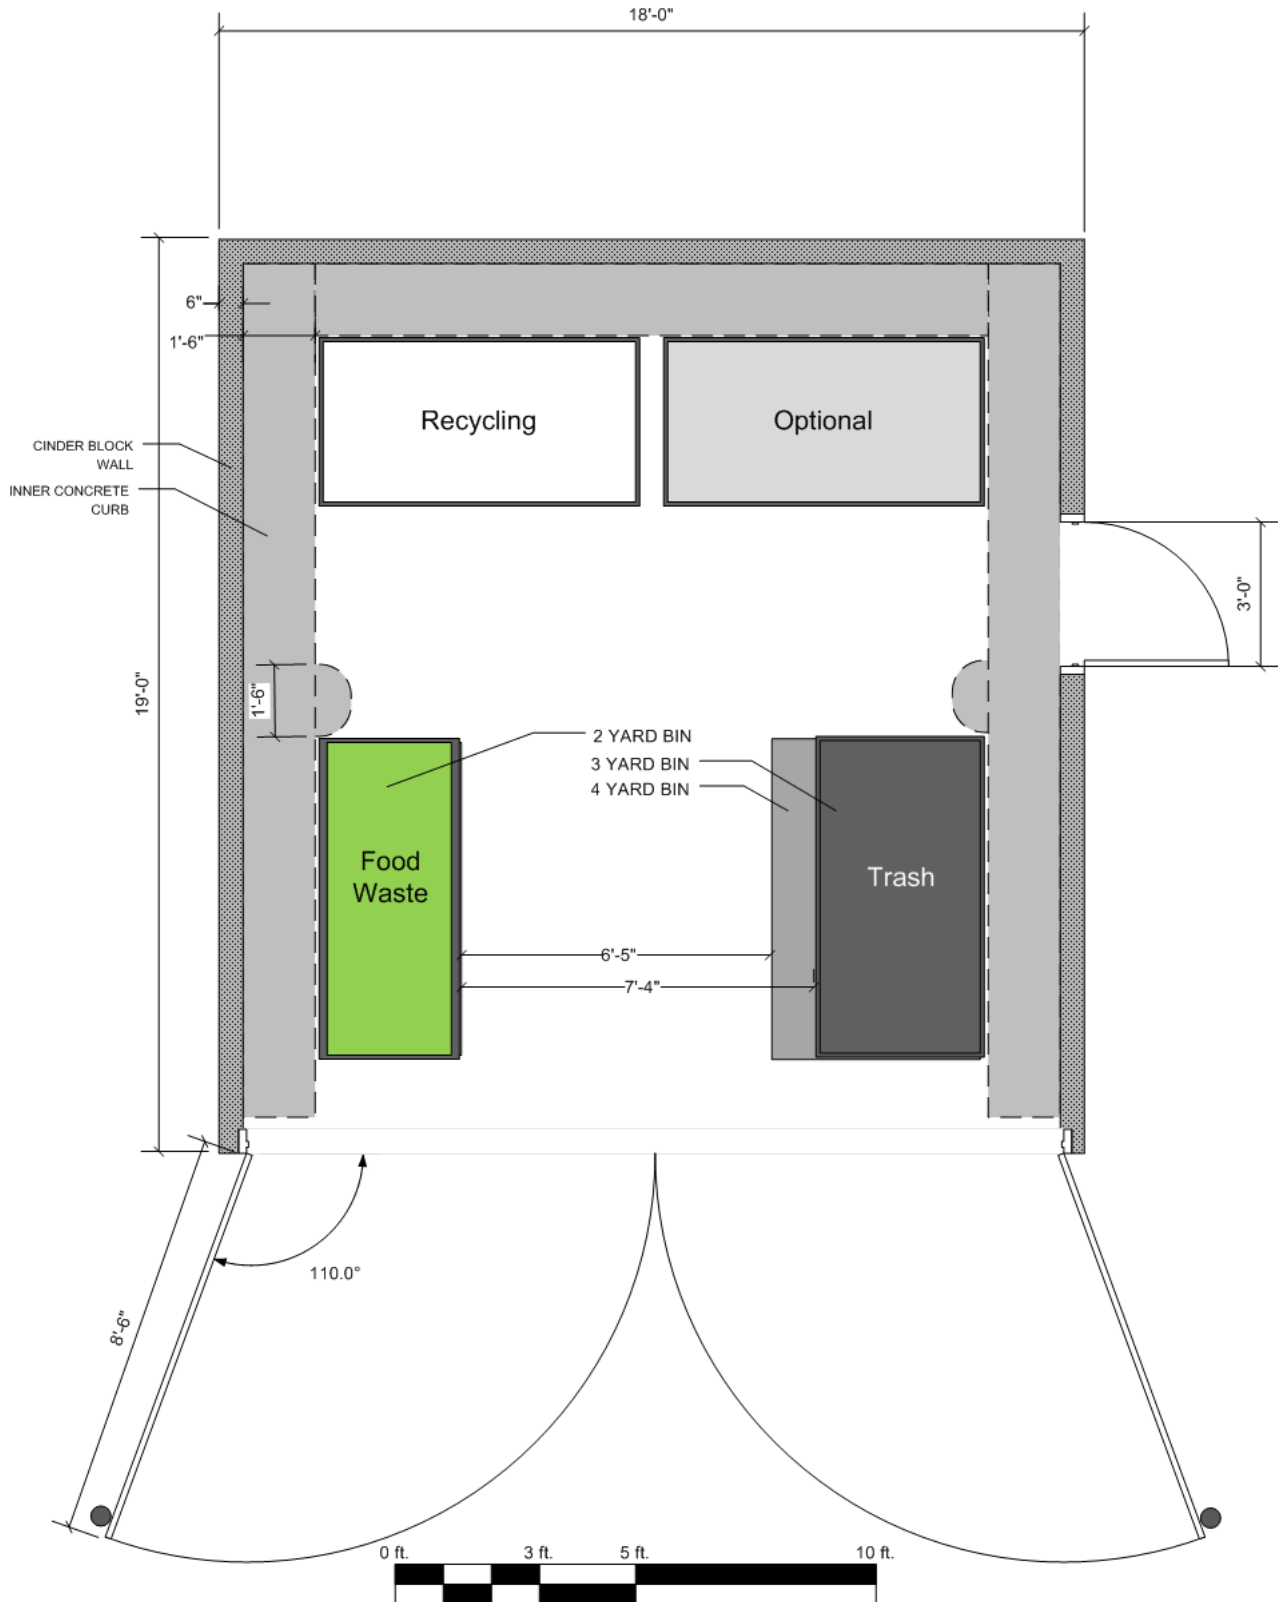 18'-0"
6"
1'-6"
Recycling
Optional
CINDER BLOCK
WALL
INNER CONCRETE
CURB
3'-0"
19'-0"
1'-6"
2 YARD BIN
3 YARD BIN
4 YARD BIN
Food
Waste
Trash
6'-5"
7'-4"
110.0°
8'-6"
0 ft.
3 ft.
5 ft.
10 ft.